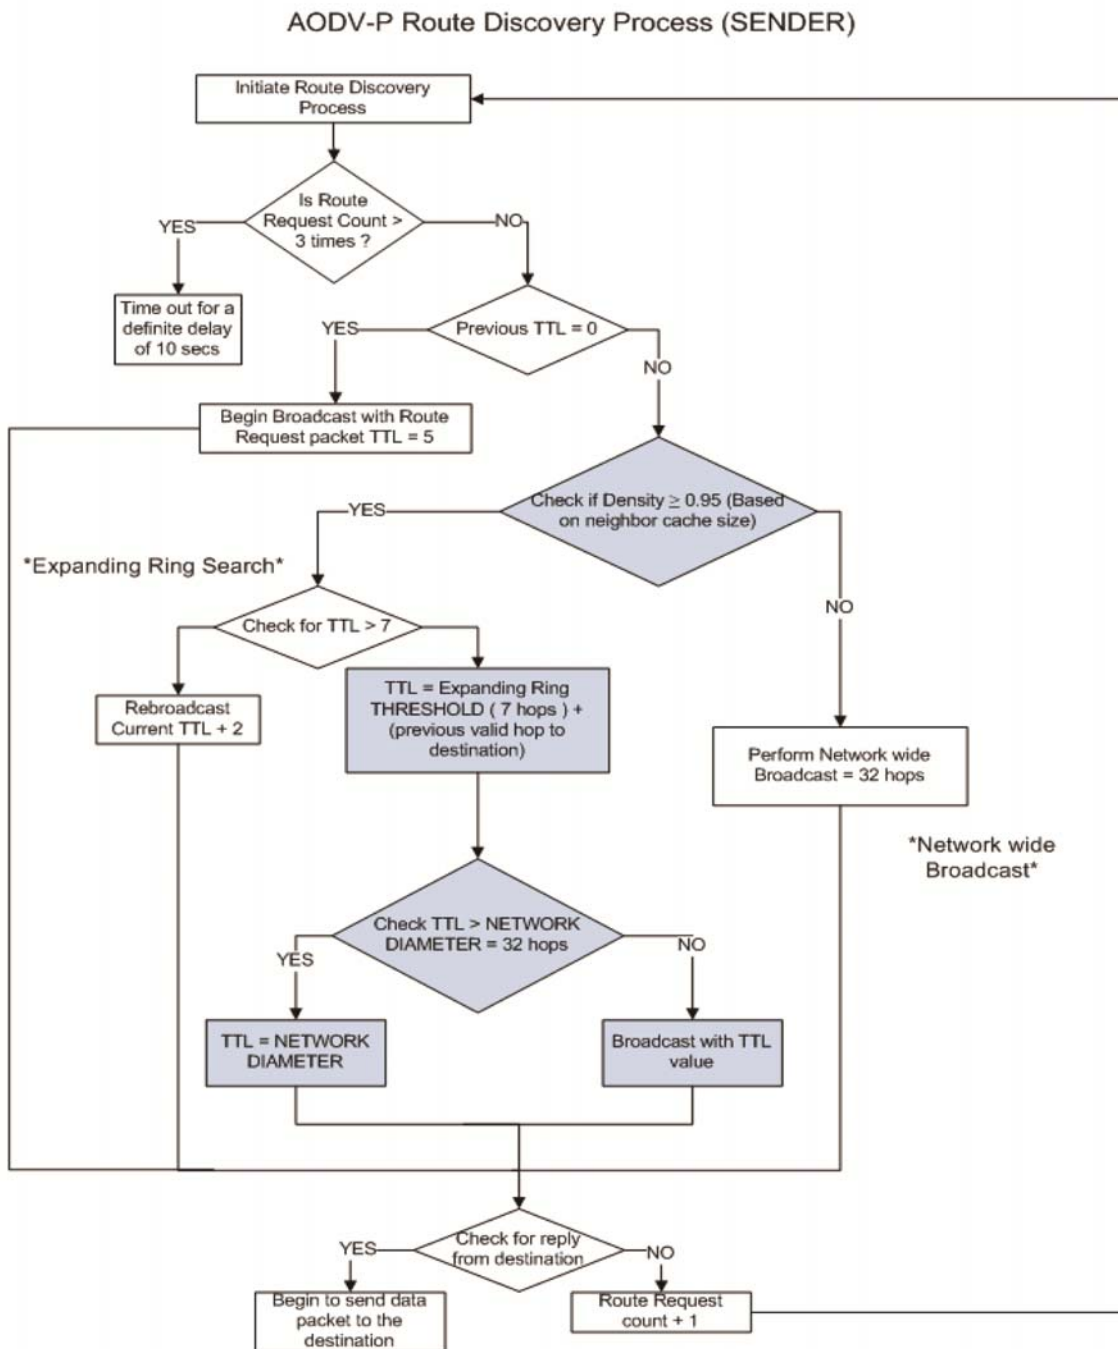 AODV-P Route Discovery Process (SENDER)
Initiate Route Discovery
Process
Is Route
Request Count >
3 times ?
YES
NO
Time out for a
definite delay
of 10 secs
Previous TTL = 0
YES
NO
Begin Broadcast with Route
Request packet TTL = 5
Check if Density ≥ 0.95 (Based
on neighbor cache size)
YES
NO
*Expanding Ring Search*
Check for TTL > 7
Rebroadcast
Current TTL + 2
TTL = Expanding Ring
THRESHOLD ( 7 hops ) +
(previous valid hop to
destination)
Perform Network wide
Broadcast = 32 hops
*Network wide
Broadcast*
Check TTL > NETWORK
DIAMETER = 32 hops
YES
NO
TTL = NETWORK
DIAMETER
Broadcast with TTL
value
Check for reply
from destination
YES
NO
Begin to send data
packet to the
destination
Route Request
count + 1